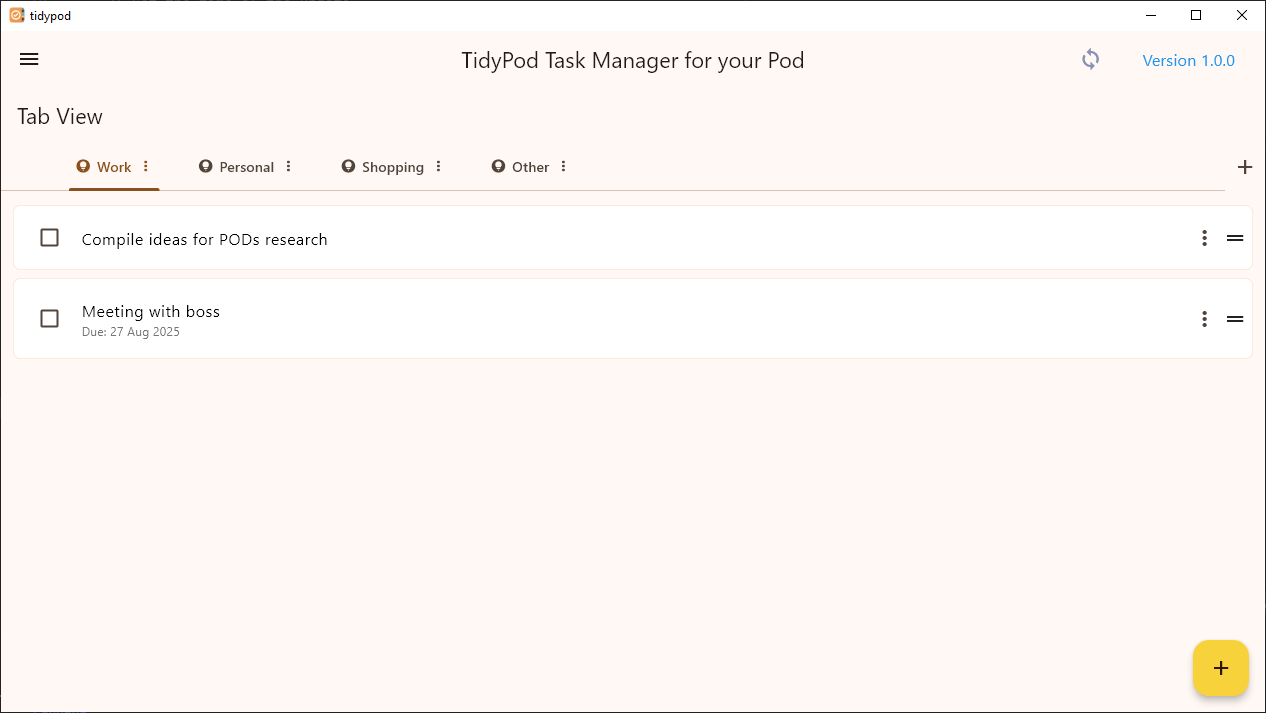 tidypod
TidyPod Task Manager for your Pod
Version 1.0.0
Tab View
Work Personal Shopping Other
Compile ideas for PODs research
Meeting with boss
Due: 27 Aug 2025